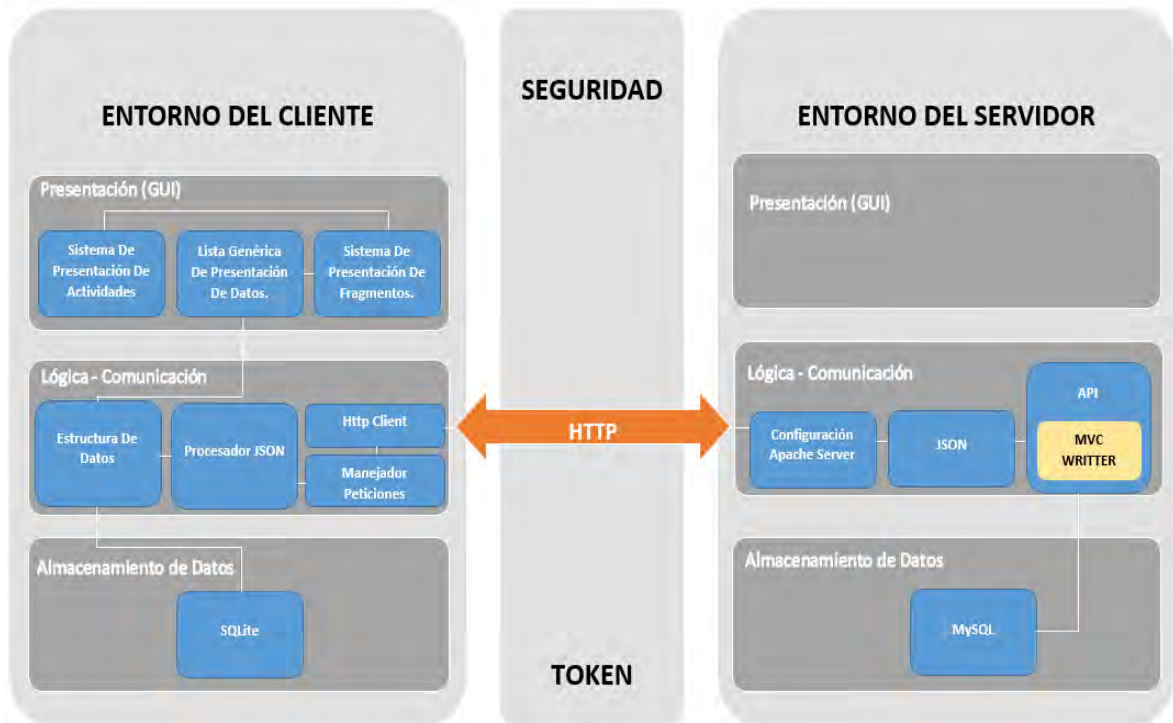 ENTORNO DEL CLIENTE
Presentación (GUI)
Sistema De
Presentación De
Actividades
Lista Genérica
De Presentación
De Datos.
Sistema De
Presentación De
Fragmentos.
Lógica - Comunicación
Estructura De
Datos
Procesador JSON
Http Client
Manejador
Peticiones
Almacenamiento de Datos
SQLite
SEGURIDAD
HTTP
TOKEN
ENTORNO DEL SERVIDOR
Presentación (GUI)
Lógica - Comunicación
Configuración
Apache Server
JSON
API
MVC
WRITTER
Almacenamiento de Datos
MySQL